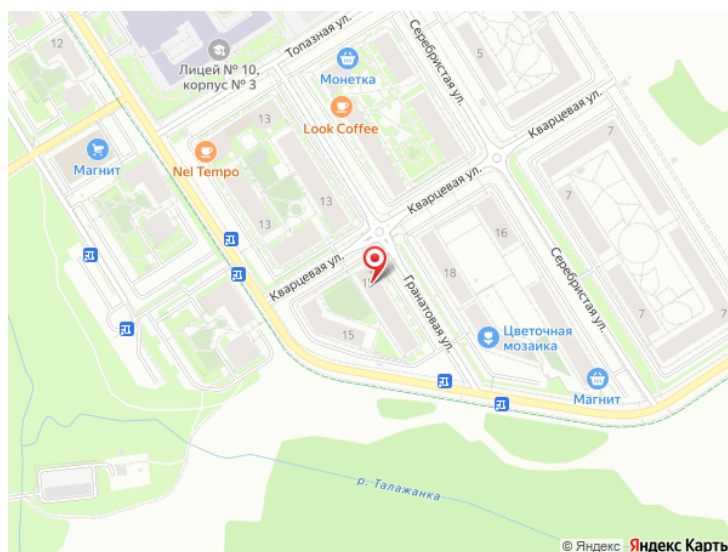 12
Топазная ул.
Лицей № 10,
корпус № 3
Монетка
Серебристая ул.
5
Look Coffee
Кварцевая ул.
13
Nel Tempo
Магнит
7
7
13
13
Кварцевая ул.
16
Кварцевая ул.
18
Гранатовая ул.
Серебристая ул.
15
Цветочная
мозаика
7
7
Магнит
р. Талажанка
© Яндекс Яндекс Карты